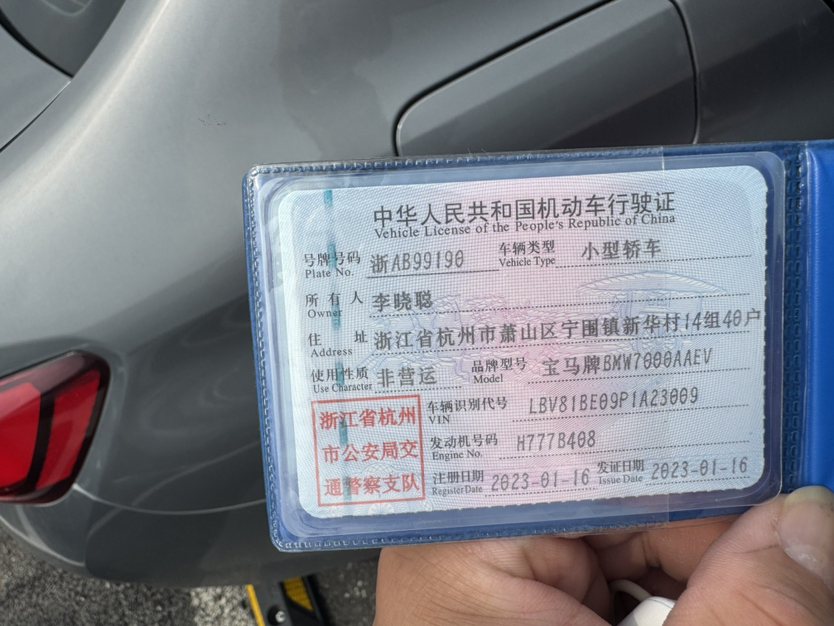 中华人民共和国机动车行驶证
Vehicle License of the People's Republic of China
号牌号码 浙AB99190 车辆类型 小型轿车
Plate No. Vehicle Type
所有人 李晓聪
Owner
住址 浙江省杭州市萧山区宁围镇新华村14组40户
Address
使用性质 非营运 品牌型号 宝马牌BMW7000AAEV
Use Character Model
浙江省杭州 车辆识别代号 LBV81BE09P1A23009
VIN
市公安局交 发动机号码 H777B408
Engine No.
通警察支队 注册日期 2023-01-16 发证日期 2023-01-16
Register Date Issue Date